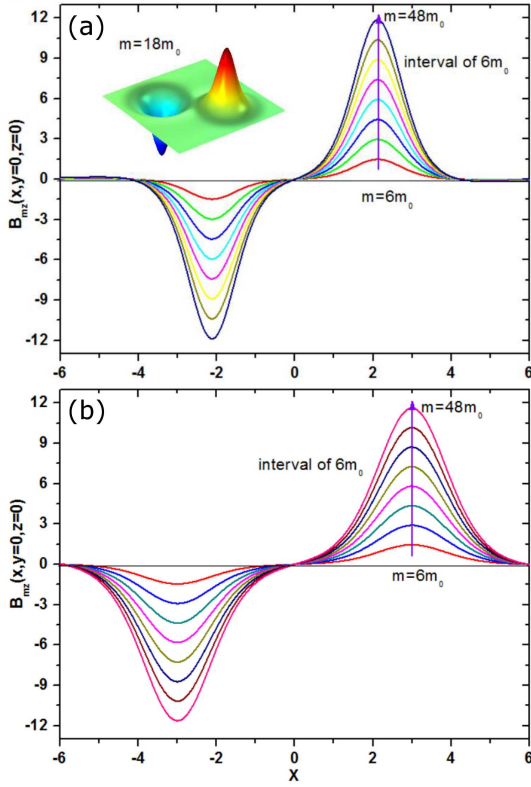 (a)
m=18m₀
m=48m₀
interval of 6m₀
m=6m₀
Bₘz(x,y=0,z=0)
12
9
6
3
0
-3
-6
-9
-12
-6 -4 -2 0 2 4 6
(b)
m=48m₀
interval of 6m₀
m=6m₀
Bₘz(x,y=0,z=0)
12
9
6
3
0
-3
-6
-9
-12
-6 -4 -2 0 2 4 6
X